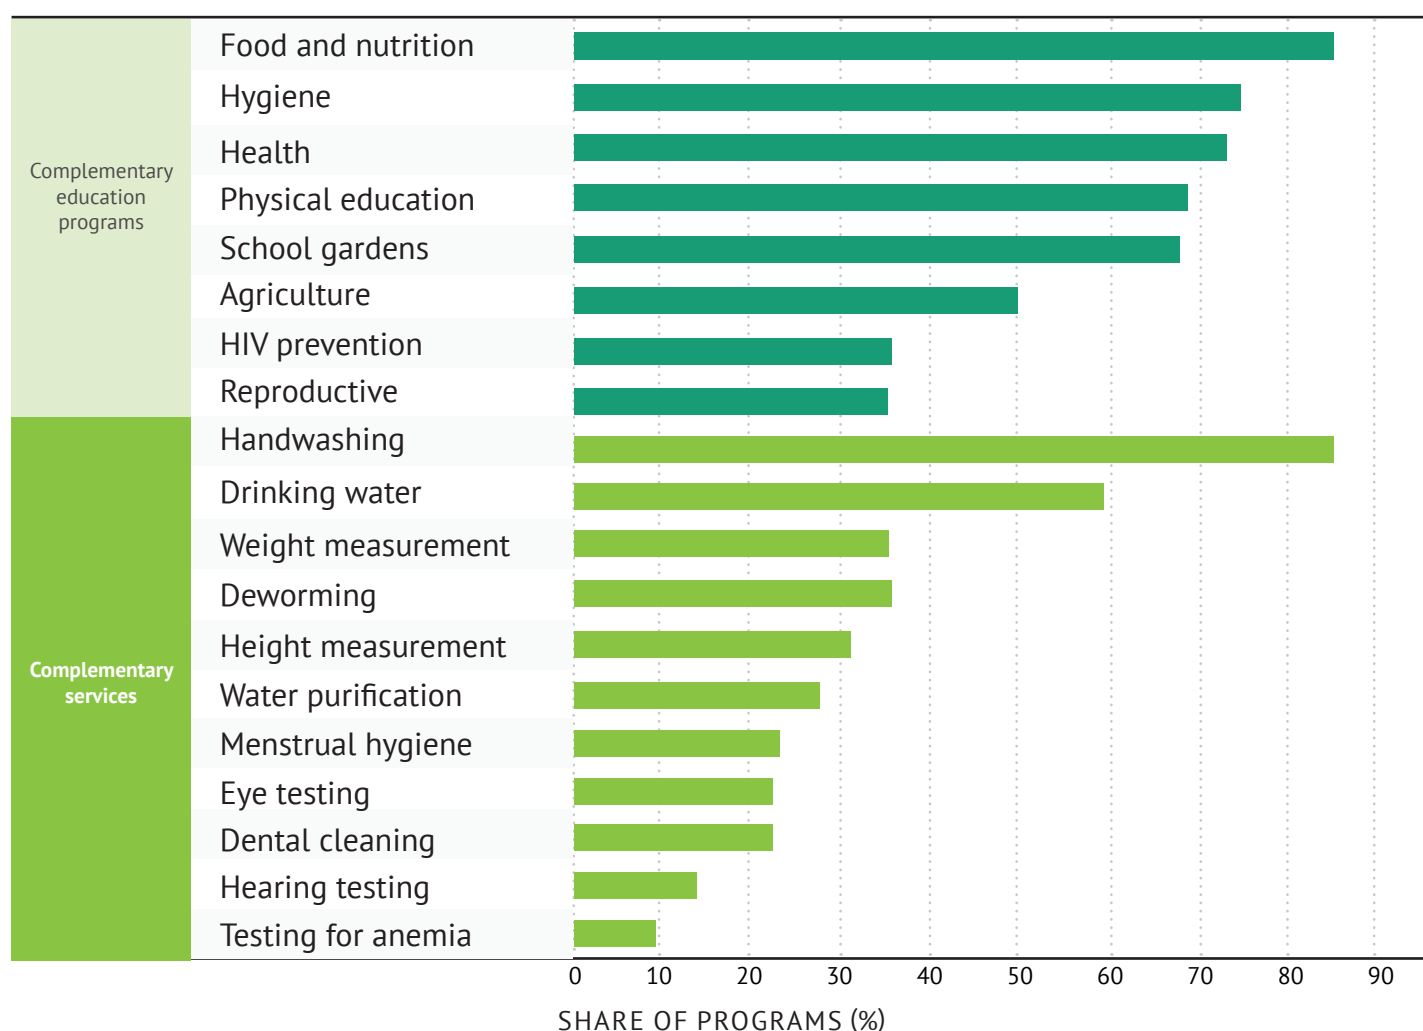 Complementary
education
programs
Food and nutrition
Hygiene
Health
Physical education
School gardens
Agriculture
HIV prevention
Reproductive
Complementary
services
Handwashing
Drinking water
Weight measurement
Deworming
Height measurement
Water purification
Menstrual hygiene
Eye testing
Dental cleaning
Hearing testing
Testing for anemia
0 10 20 30 40 50 60 70 80 90
SHARE OF PROGRAMS (%)